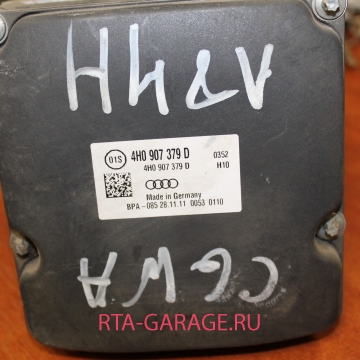 01S
4H0 907 379 D 0352
4H0 907 379 D H10
Made in Germany
BPA -085 28.11.11 0053 0110
CGWA
RTA-GARAGE.RU